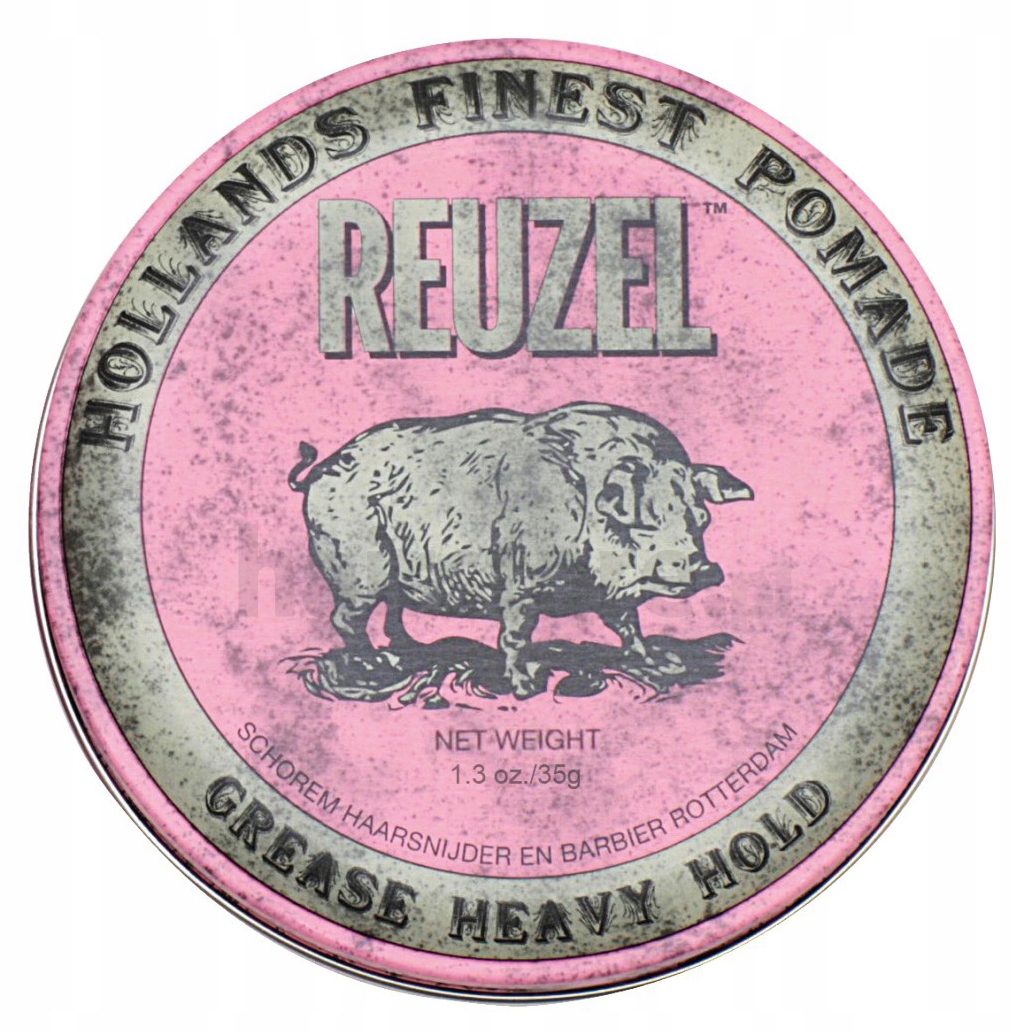 HOLLANDS FINEST POMADE
REUZEL™
NET WEIGHT
1.3 oz./35g
SCHOREM HAARSNIJDER EN BARBIER ROTTERDAM
GREASE HEAVY HOLD